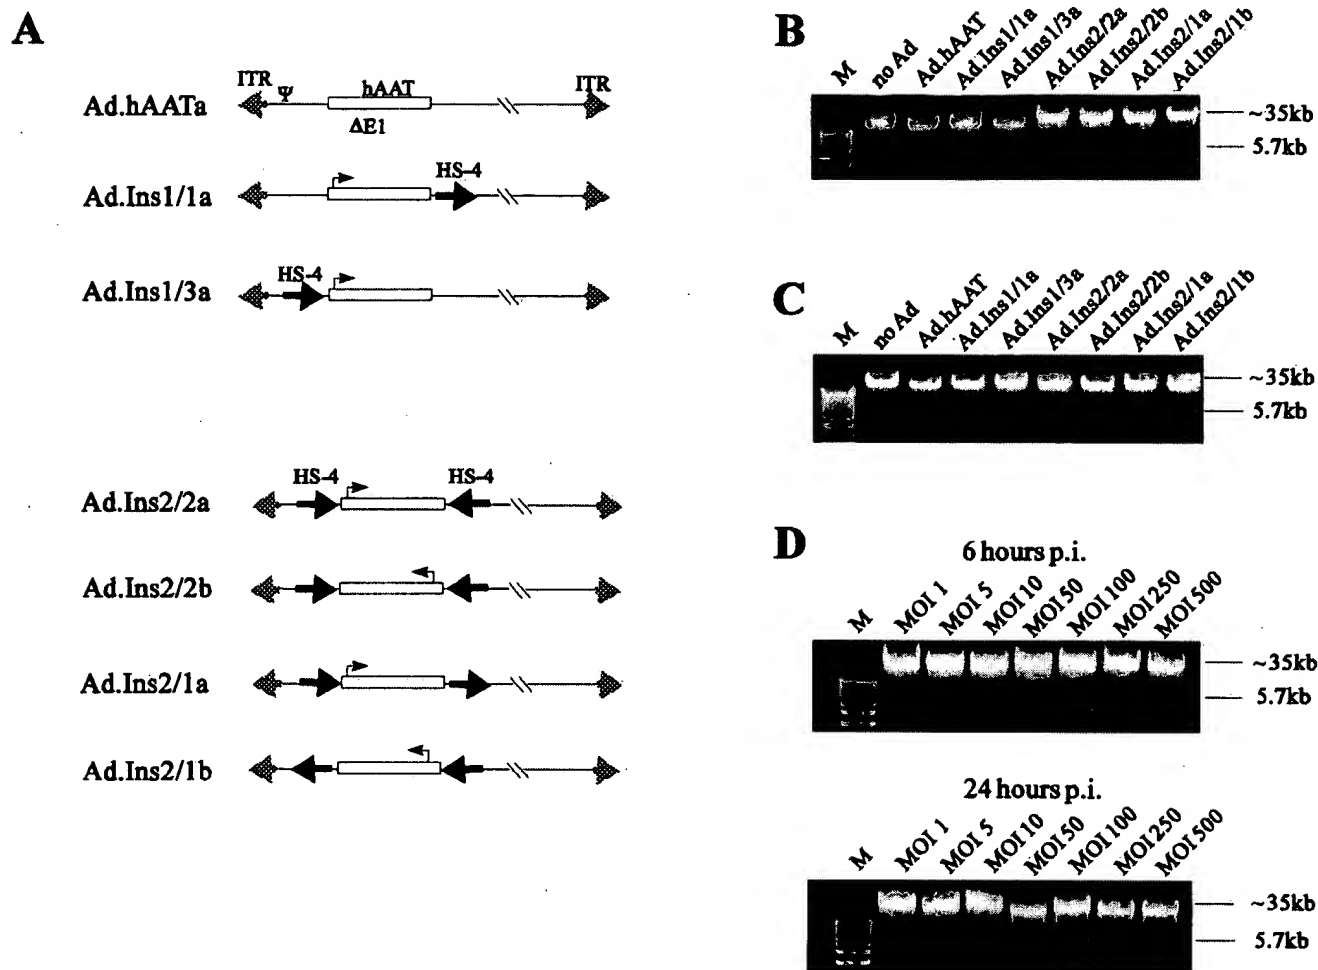 A
ITR
Ψ
hAAT
ITR
Ad.hAATa
ΔE1
HS-4
Ad.Ins1/1a
HS-4
Ad.Ins1/3a
HS-4
HS-4
Ad.Ins2/2a
Ad.Ins2/2b
Ad.Ins2/1a
Ad.Ins2/1b
B
M
no Ad
Ad.hAAT
Ad.Ins1/1a
Ad.Ins1/3a
Ad.Ins2/2a
Ad.Ins2/2b
Ad.Ins2/1a
Ad.Ins2/1b
~35kb
5.7kb
C
M
no Ad
Ad.hAAT
Ad.Ins1/1a
Ad.Ins1/3a
Ad.Ins2/2a
Ad.Ins2/2b
Ad.Ins2/1a
Ad.Ins2/1b
~35kb
5.7kb
D
6 hours p.i.
M
MOI 1
MOI 5
MOI 10
MOI 50
MOI 100
MOI 250
MOI 500
~35kb
5.7kb
24 hours p.i.
M
MOI 1
MOI 5
MOI 10
MOI 50
MOI 100
MOI 250
MOI 500
~35kb
5.7kb